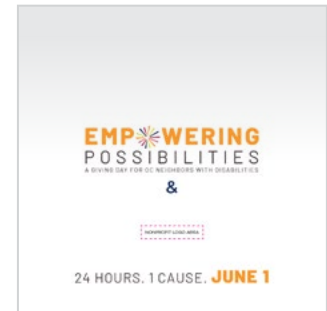 EMPOWERING
POSSIBILITIES
A GIVING DAY FOR OC NEIGHBORS WITH DISABILITIES
&
NONPROFIT LOGO AREA
24 HOURS. 1 CAUSE. JUNE 1